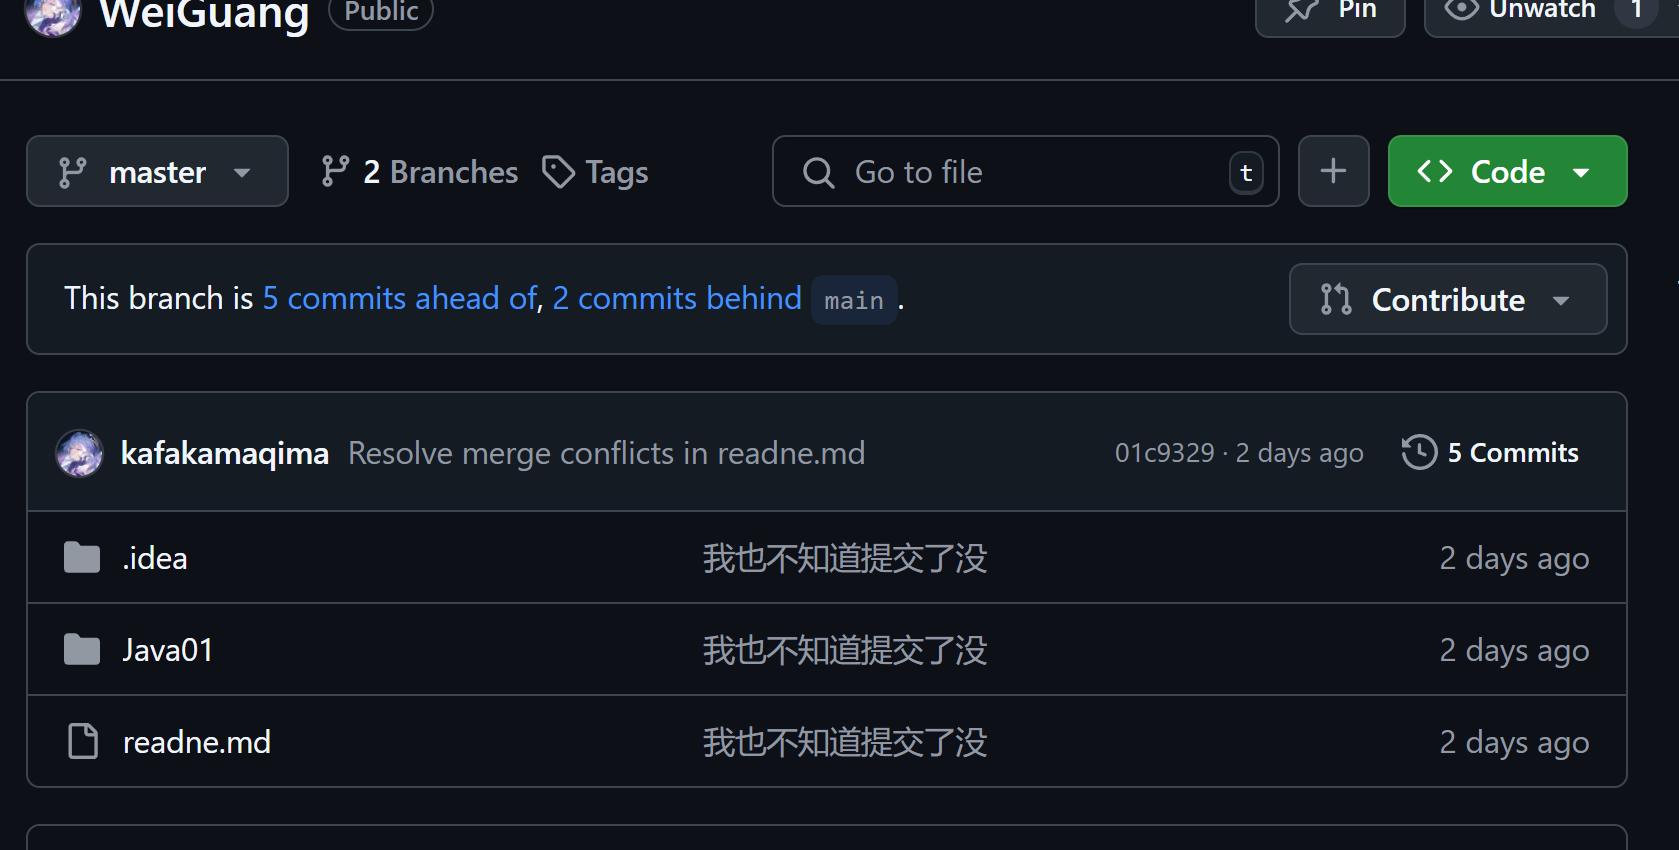 WeiGuang Public Pin Unwatch 1
master 2 Branches Tags Go to file t + Code
This branch is 5 commits ahead of, 2 commits behind main. Contribute
kafakamaqima Resolve merge conflicts in readne.md 01c9329 · 2 days ago 5 Commits
.idea 我也不知道提交了没 2 days ago
Java01 我也不知道提交了没 2 days ago
readne.md 我也不知道提交了没 2 days ago